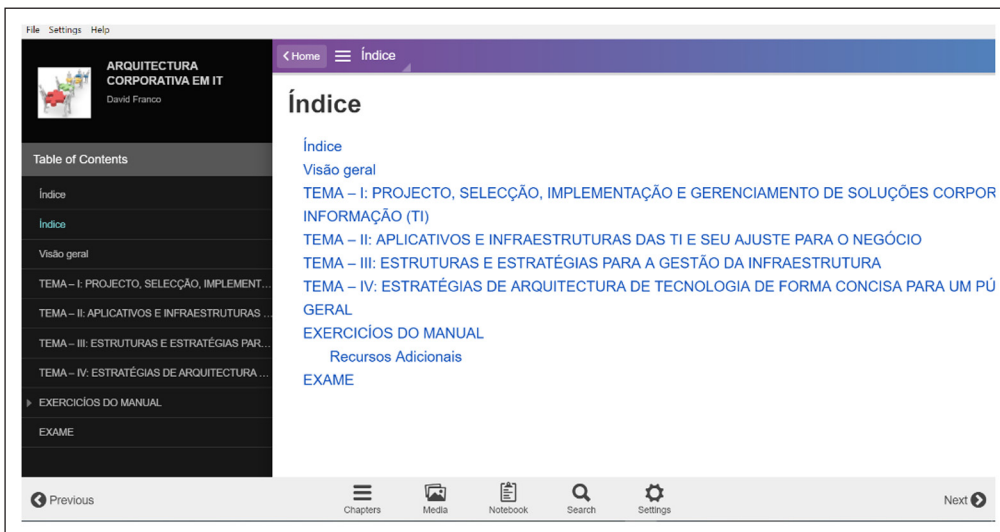 File Settings Help
ARQUITECTURA
CORPORATIVA EM IT
David Franco
Table of Contents
Índice
Índice
Visão geral
TEMA – I: PROJECTO, SELECÇÃO, IMPLEMENT...
TEMA – II: APLICATIVOS E INFRAESTRUTURAS ...
TEMA – III: ESTRUTURAS E ESTRATÉGIAS PAR...
TEMA – IV: ESTRATÉGIAS DE ARQUITECTURA ...
EXERCICÍOS DO MANUAL
EXAME
Home Índice
Índice
Índice
Visão geral
TEMA – I: PROJECTO, SELECÇÃO, IMPLEMENTAÇÃO E GERENCIAMENTO DE SOLUÇÕES CORPOR
INFORMAÇÃO (TI)
TEMA – II: APLICATIVOS E INFRAESTRUTURAS DAS TI E SEU AJUSTE PARA O NEGÓCIO
TEMA – III: ESTRUTURAS E ESTRATÉGIAS PARA A GESTÃO DA INFRAESTRUTURA
TEMA – IV: ESTRATÉGIAS DE ARQUITECTURA DE TECNOLOGIA DE FORMA CONCISA PARA UM PÚ
GERAL
EXERCICÍOS DO MANUAL
Recursos Adicionais
EXAME
Previous Chapters Media Notebook Search Settings Next